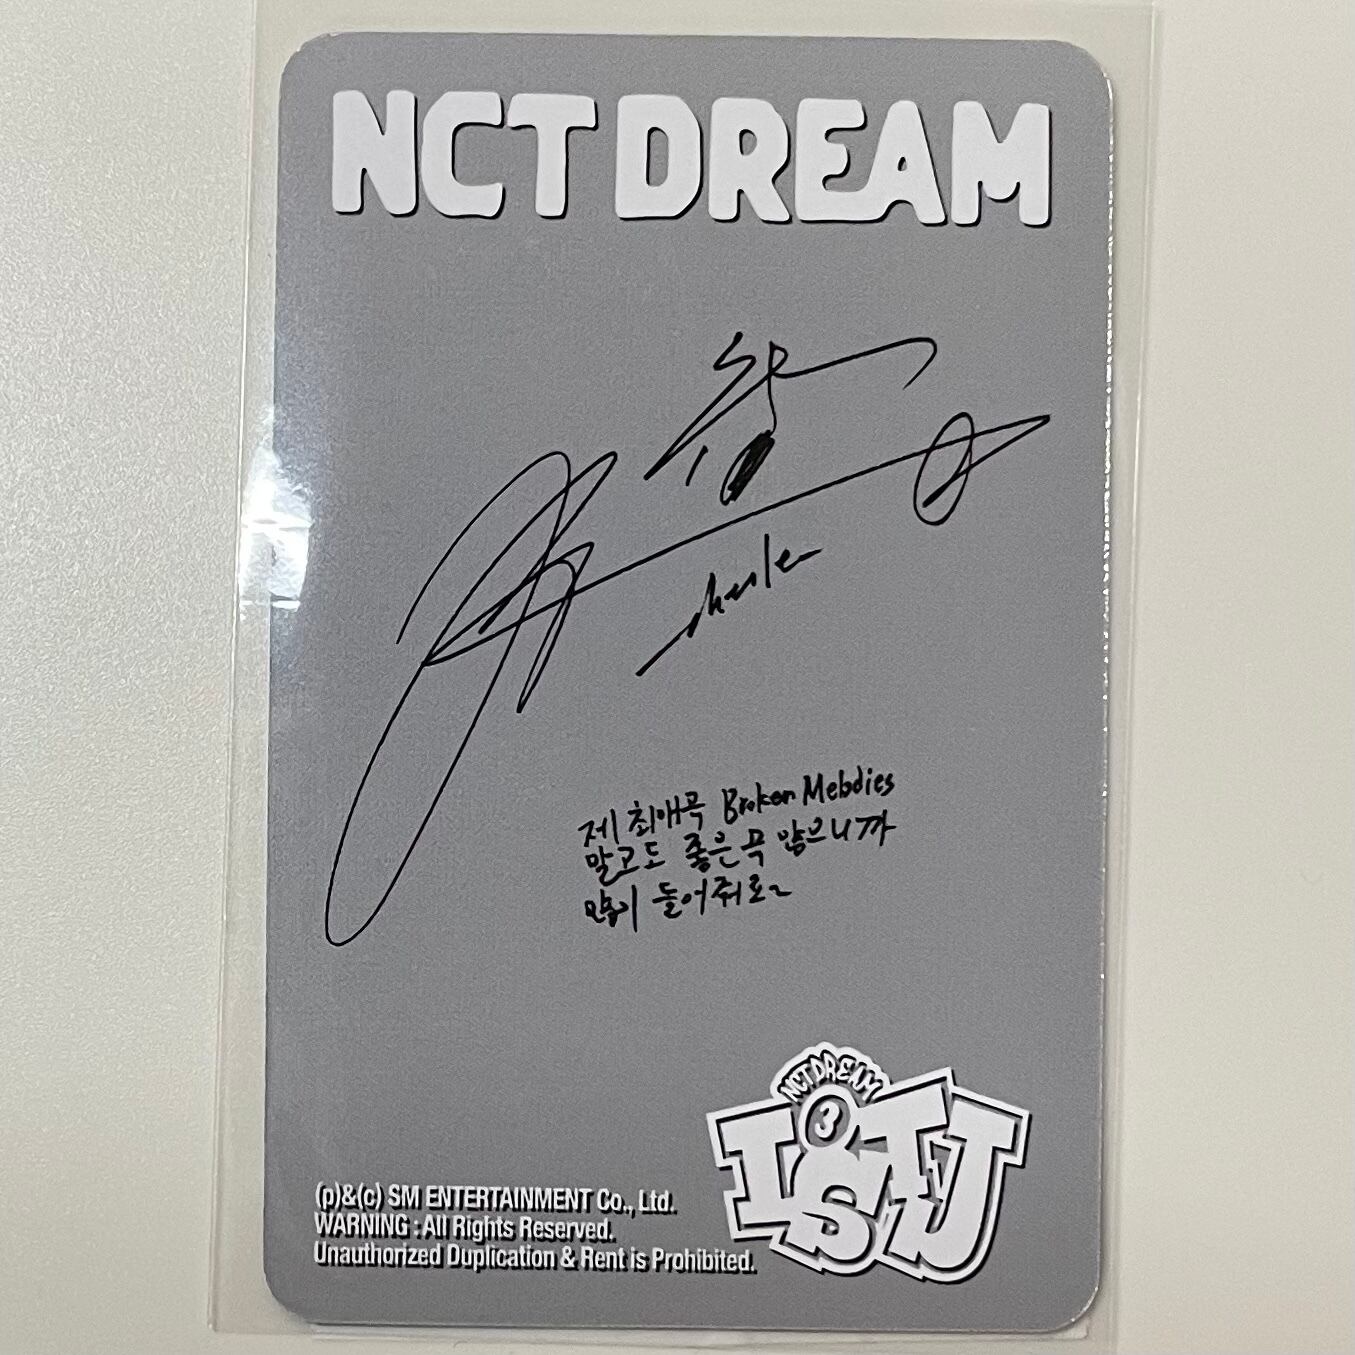 NCT DREAM
제 최애곡 Broken Melodies
말고도 좋은 곡 많으니까
많이 들어줘요~
NCT DREAM
3
ISTJ
(p)&(c) SM ENTERTAINMENT Co., Ltd.
WARNING : All Rights Reserved.
Unauthorized Duplication & Rent is Prohibited.